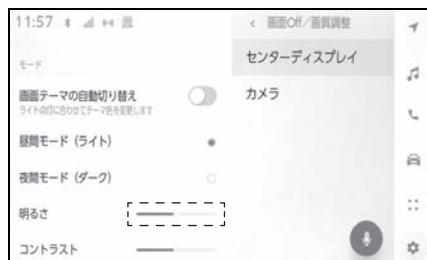 11:57
モード
画面テーマの自動切り替え
ライト点灯に合わせてテーマ色を変更します
昼間モード（ライト）
夜間モード（ダーク）
明るさ
コントラスト
< 画面Off／画質調整
センターディスプレイ
カメラ